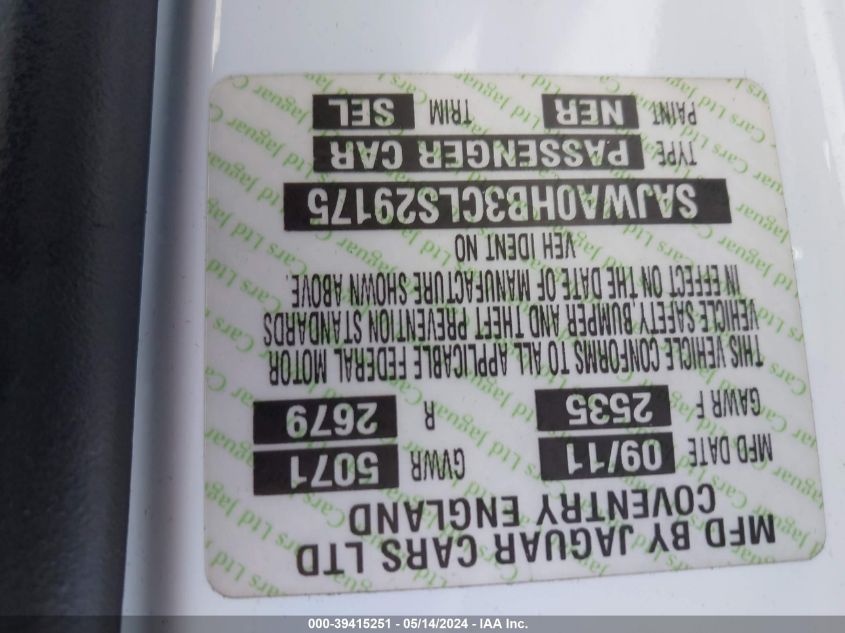 MFD BY JAGUAR CARS LTD
COVENTRY ENGLAND
MFD DATE 09/11 GVWR 5071
GAWR F 2535 R 2679
THIS VEHICLE CONFORMS TO ALL APPLICABLE FEDERAL MOTOR
VEHICLE SAFETY BUMPER AND THEFT PREVENTION STANDARDS
IN EFFECT ON THE DATE OF MANUFACTURE SHOWN ABOVE.
VEH IDENT NO
SAJWA0HB3CLS29175
TYPE PASSENGER CAR
PAINT NER TRIM SEL
000-39415251 - 05/14/2024 - IAA Inc.